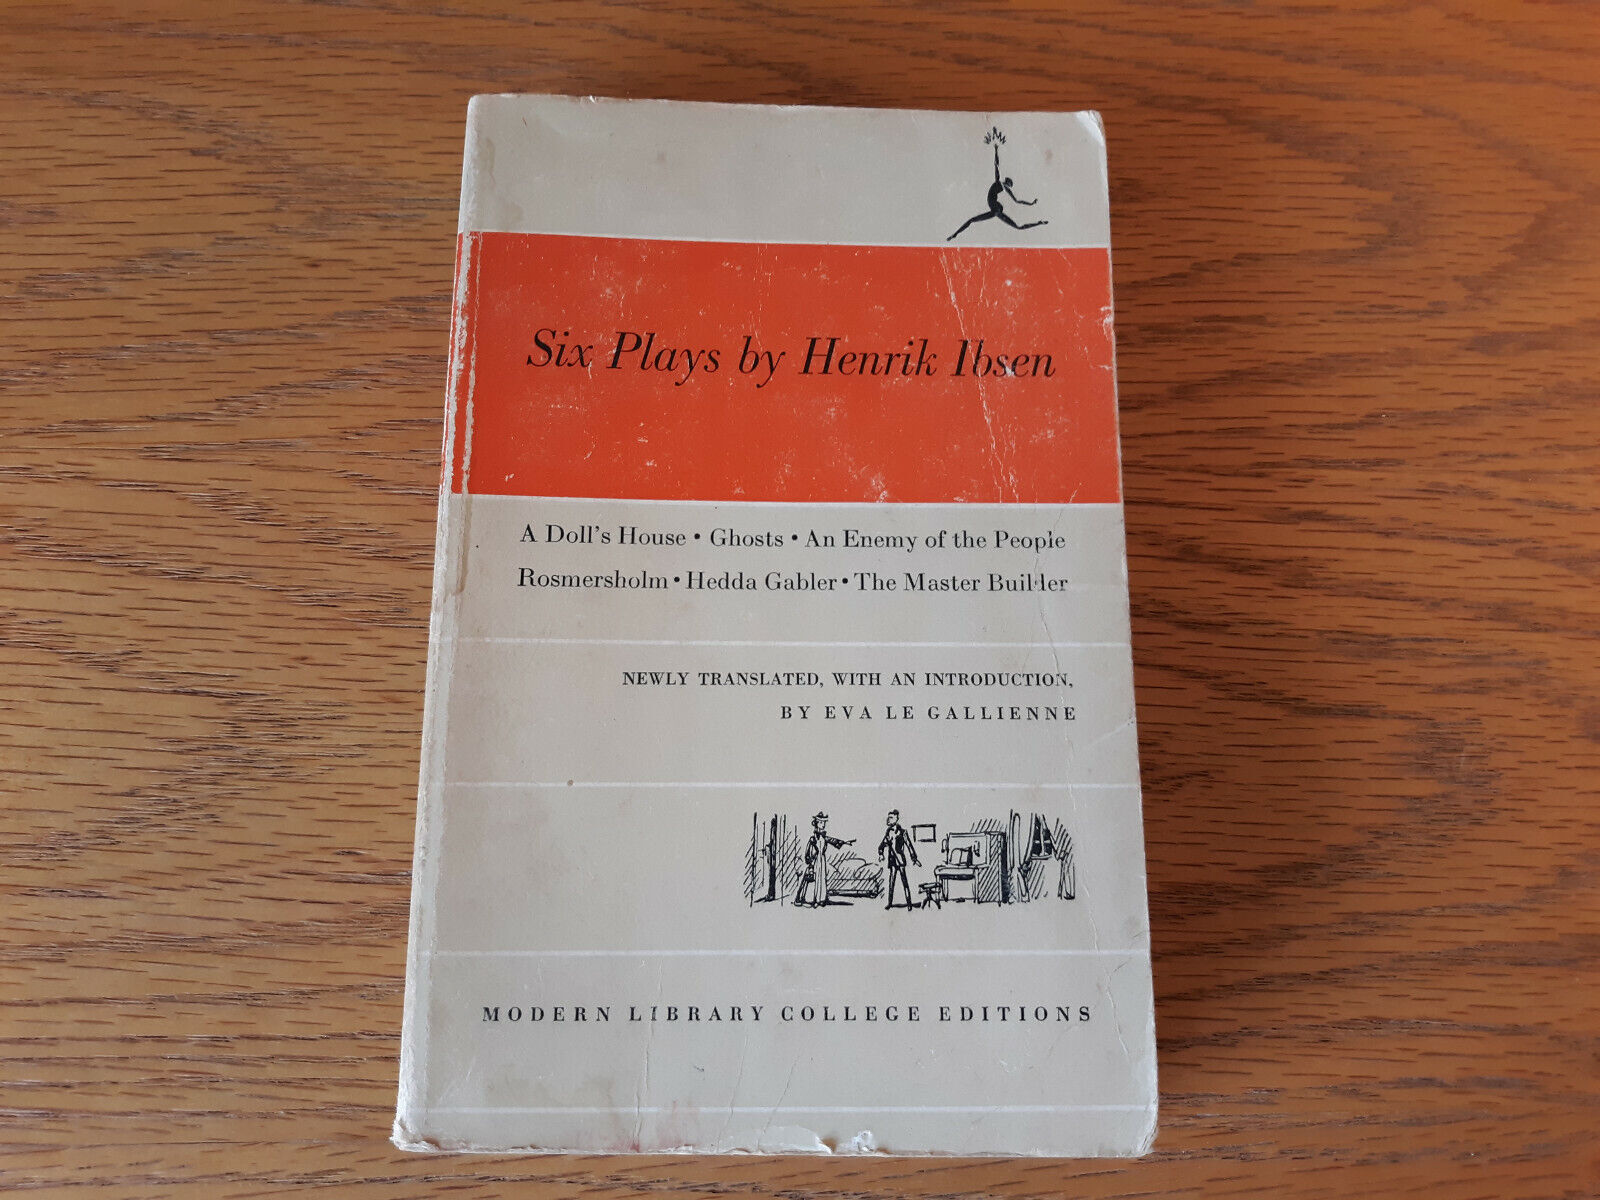 Six Plays by Henrik Ibsen
A Doll's House • Ghosts • An Enemy of the People
Rosmersholm • Hedda Gabler • The Master Builder
NEWLY TRANSLATED, WITH AN INTRODUCTION,
BY EVA LE GALLIENNE
MODERN LIBRARY COLLEGE EDITIONS